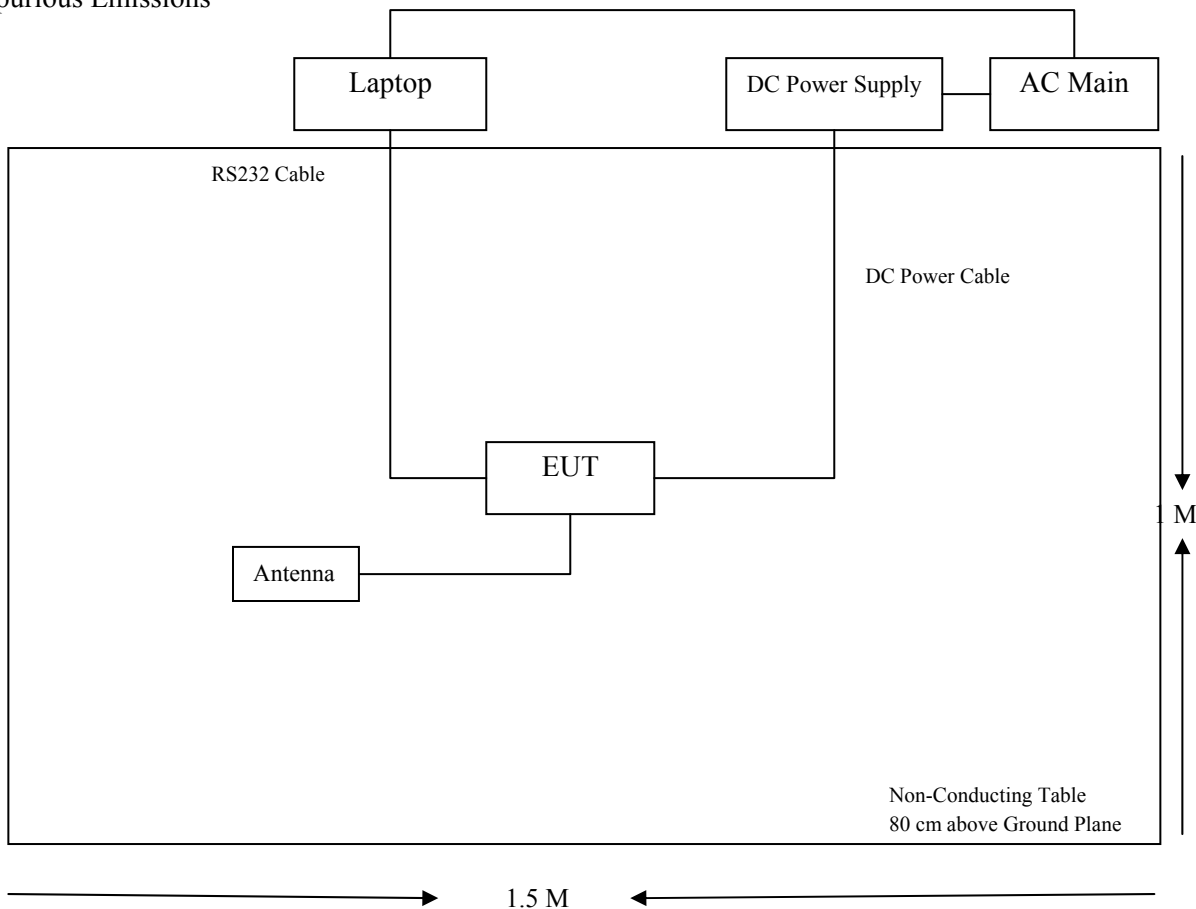 Emissions
Laptop
DC Power Supply
AC Main
RS232 Cable
DC Power Cable
EUT
1 M
Antenna
Non-Conducting Table
80 cm above Ground Plane
1.5 M